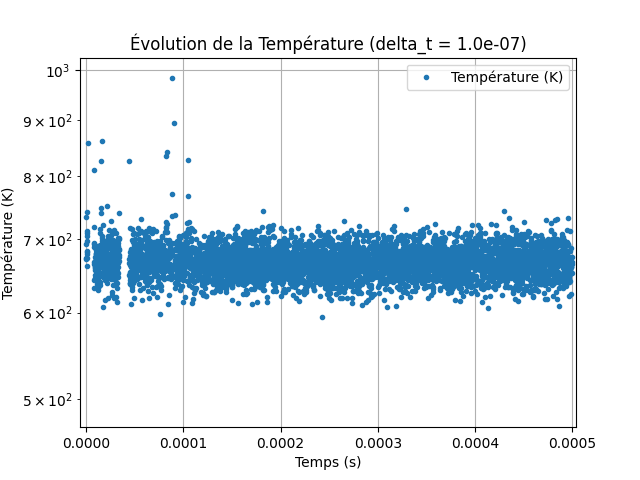 Évolution de la Température (delta_t = 1.0e-07)
Température (K)
10³
9 × 10²
8 × 10²
7 × 10²
6 × 10²
5 × 10²
Température (K)
0.0000 0.0001 0.0002 0.0003 0.0004 0.0005
Temps (s)